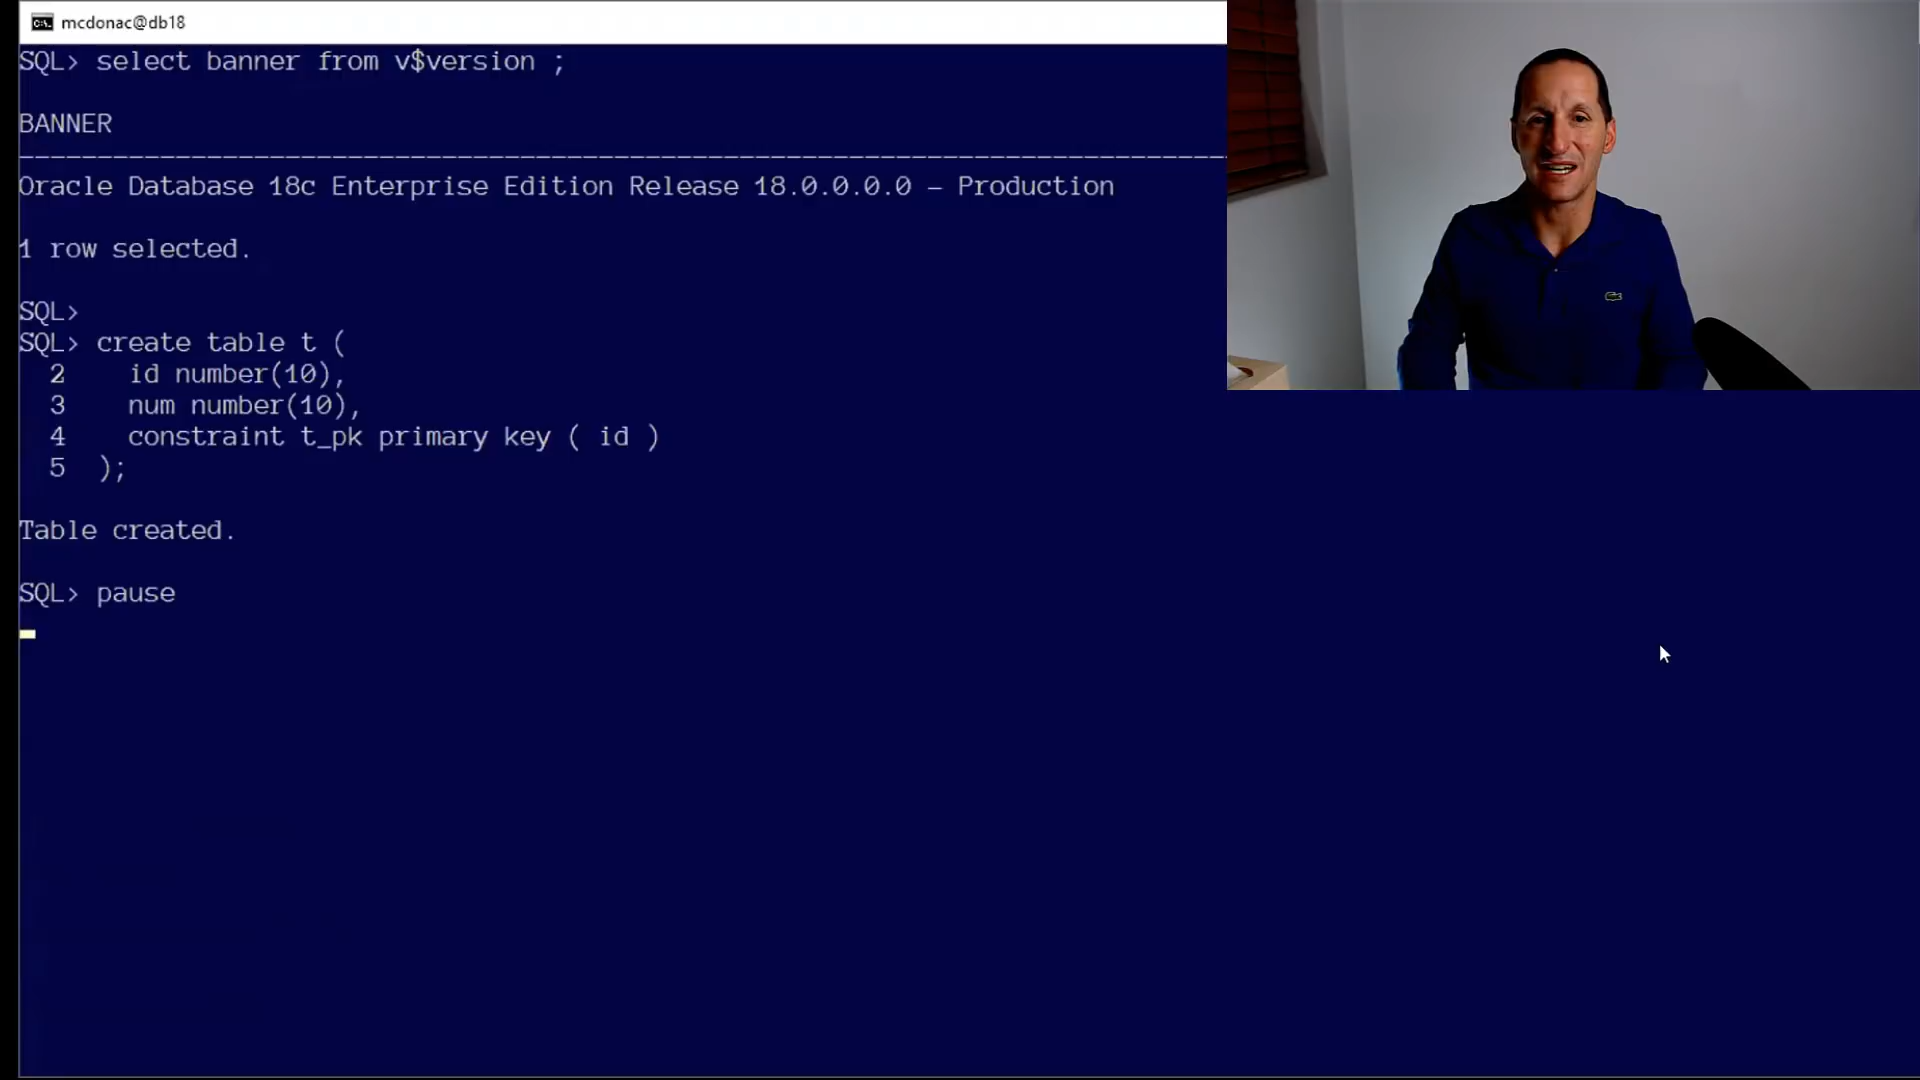 mcdonac@db18
SQL> select banner from v$version ;
BANNER
--------------------------------------------------------------------------------
Oracle Database 18c Enterprise Edition Release 18.0.0.0.0 – Production
1 row selected.
SQL>
SQL> create table t (
2 id number(10),
3 num number(10),
4 constraint t_pk primary key ( id )
5 );
Table created.
SQL> pause